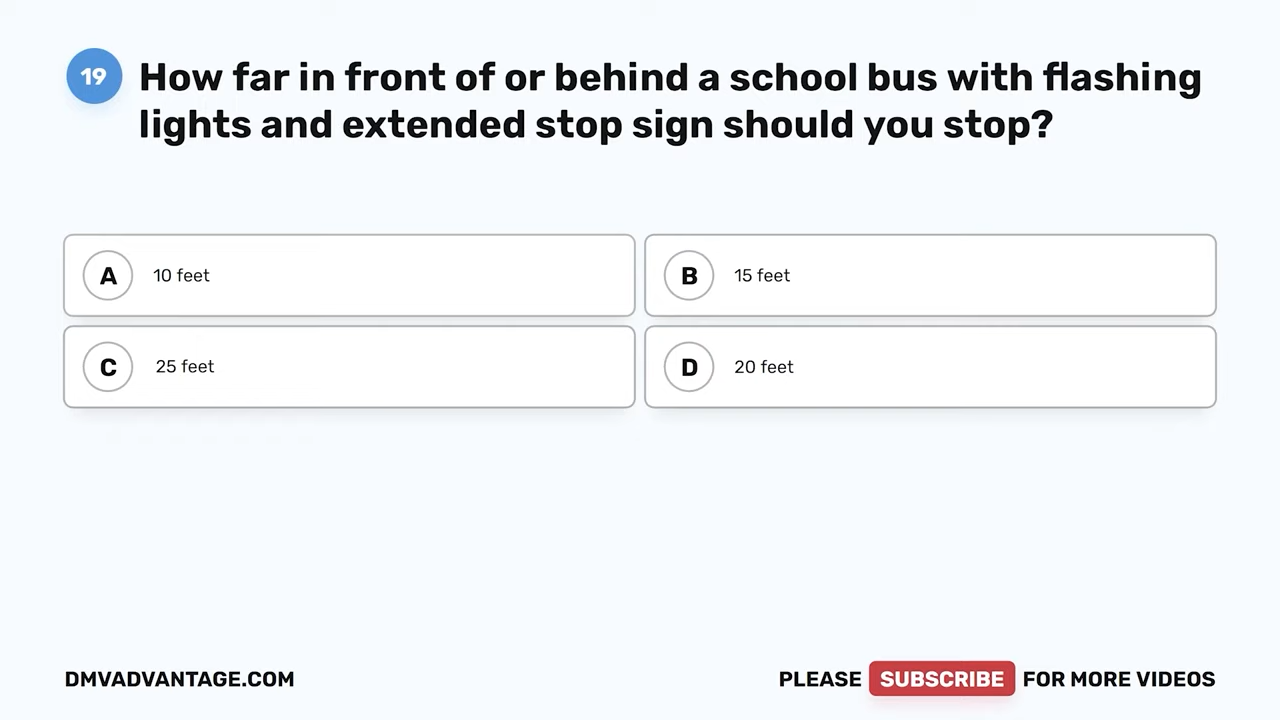 19
How far in front of or behind a school bus with flashing
lights and extended stop sign should you stop?
A 10 feet
B 15 feet
C 25 feet
D 20 feet
DMVADVANTAGE.COM
PLEASE SUBSCRIBE FOR MORE VIDEOS